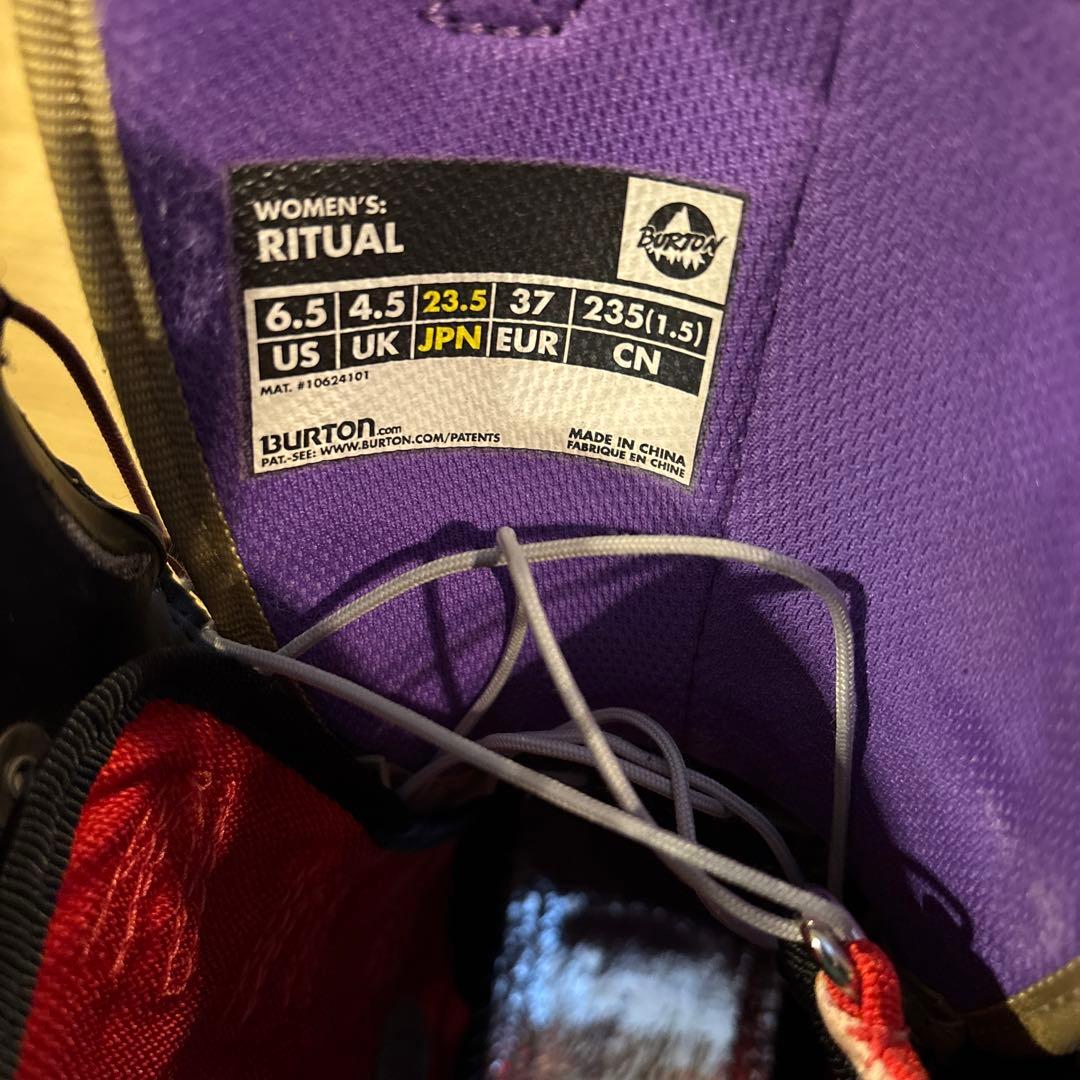 WOMEN'S:
RITUAL
BURTON
6.5 4.5 23.5 37 235(1.5)
US UK JPN EUR CN
MAT. #10624101
BURTON.com
PAT.-SEE: WWW.BURTON.COM/PATENTS
MADE IN CHINA
FABRIQUE EN CHINE